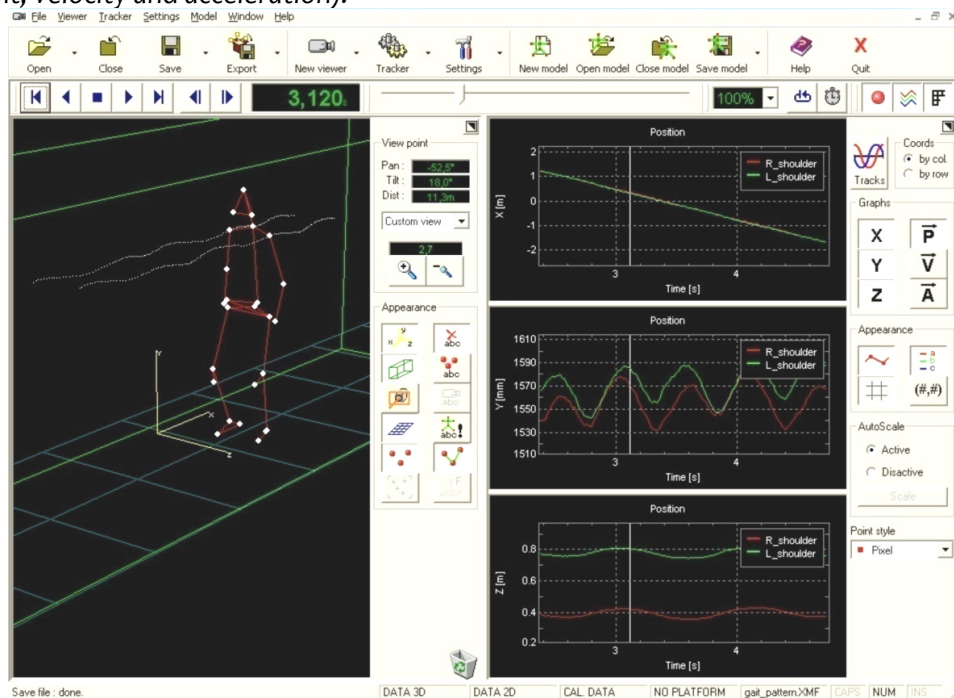 it, velocity and acceleration).
File Viewer Tracker Settings Model Window Help
Open Close Save Export New viewer Tracker Settings New model Open model Close model Save model Help Quit
3,120s 100%
View point
Pan : -52,5°
Tilt : 18,0°
Dist : 11,3m
Custom view
2,7
Appearance
y
x z
abc
abc
abc
abc!
F
Y
X
Z
Position
X [m]
2
1
0
-1
-2
R_shoulder
L_shoulder
3 4
Time [s]
Position
Y [mm]
1610
1590
1570
1550
1530
1510
R_shoulder
L_shoulder
3 4
Time [s]
Position
Z [m]
0.8
0.6
0.4
0.2
R_shoulder
L_shoulder
3 4
Time [s]
Tracks
Coords
by col.
by row
Graphs
X P
Y V
Z A
Appearance
a
b
c
(#,#)
AutoScale
Active
Disactive
Scale
Point style
Pixel
Save file : done. DATA 3D DATA 2D CAL. DATA NO PLATFORM gait_pattern.XMF CAPS NUM INS